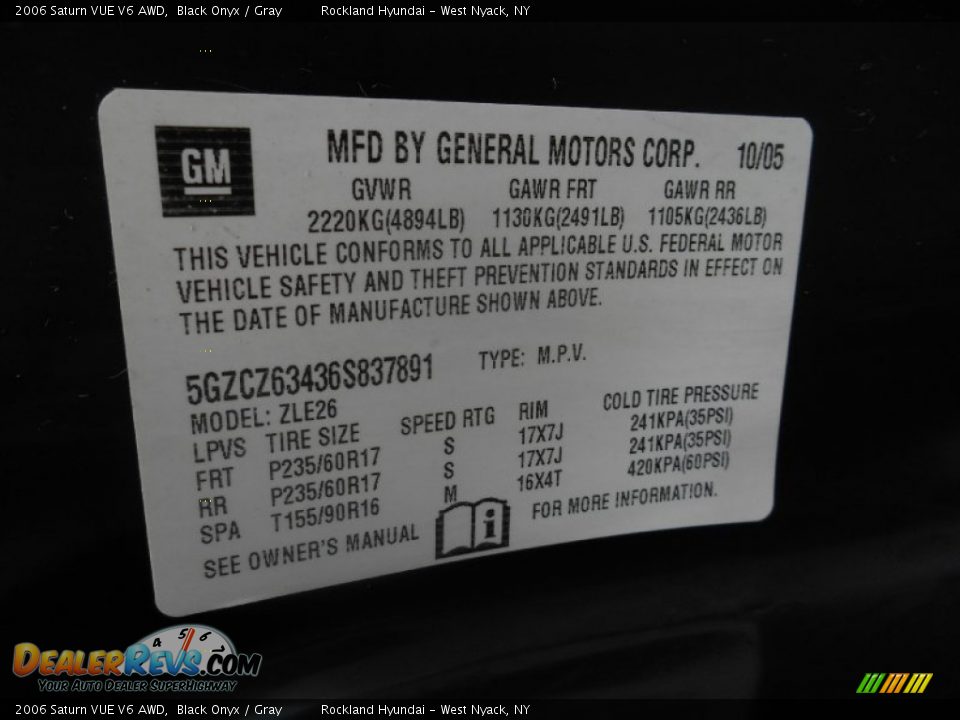 2006 Saturn VUE V6 AWD, Black Onyx / Gray Rockland Hyundai - West Nyack, NY
GM
MFD BY GENERAL MOTORS CORP. 10/05
GVWR GAWR FRT GAWR RR
2220KG(4894LB) 1130KG(2491LB) 1105KG(2436LB)
THIS VEHICLE CONFORMS TO ALL APPLICABLE U.S. FEDERAL MOTOR
VEHICLE SAFETY AND THEFT PREVENTION STANDARDS IN EFFECT ON
THE DATE OF MANUFACTURE SHOWN ABOVE.
5GZCZ63436S837891 TYPE: M.P.V.
MODEL: ZLE26
LPVS TIRE SIZE SPEED RTG RIM COLD TIRE PRESSURE
FRT P235/60R17 S 17X7J 241KPA(35PSI)
RR P235/60R17 S 17X7J 241KPA(35PSI)
SPA T155/90R16 M 16X4T 420KPA(60PSI)
SEE OWNER'S MANUAL i FOR MORE INFORMATION.
4 5 6
DEALERREVS.COM
YOUR AUTO DEALER SUPERHIGHWAY
2006 Saturn VUE V6 AWD, Black Onyx / Gray Rockland Hyundai - West Nyack, NY